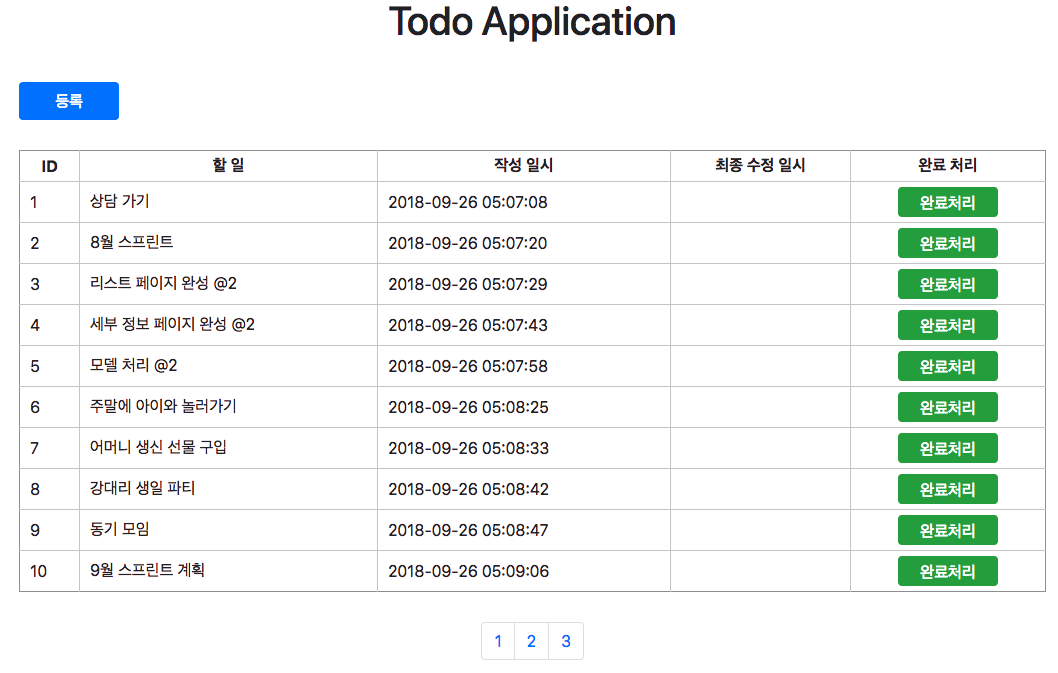 Todo Application
등록
ID 할 일 작성 일시 최종 수정 일시 완료 처리
1 상담 가기 2018-09-26 05:07:08 완료처리
2 8월 스프린트 2018-09-26 05:07:20 완료처리
3 리스트 페이지 완성 @2 2018-09-26 05:07:29 완료처리
4 세부 정보 페이지 완성 @2 2018-09-26 05:07:43 완료처리
5 모델 처리 @2 2018-09-26 05:07:58 완료처리
6 주말에 아이와 놀러가기 2018-09-26 05:08:25 완료처리
7 어머니 생신 선물 구입 2018-09-26 05:08:33 완료처리
8 강대리 생일 파티 2018-09-26 05:08:42 완료처리
9 동기 모임 2018-09-26 05:08:47 완료처리
10 9월 스프린트 계획 2018-09-26 05:09:06 완료처리
1 2 3